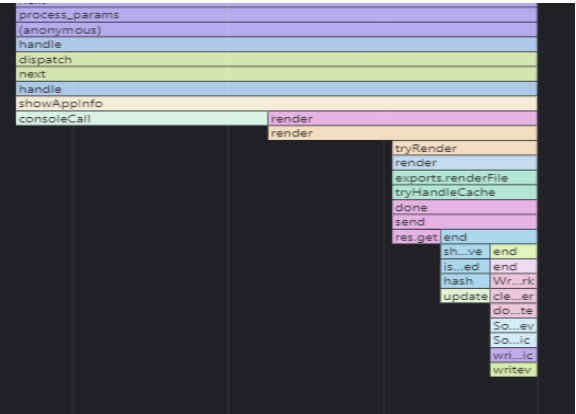 process_params
(anonymous)
handle
dispatch
next
handle
showAppInfo
consoleCall render
render
tryRender
render
exports.renderFile
tryHandleCache
done
send
res.get end
sh...ve end
is...ed end
hash Wr...rk
update cle...er
do...te
So...ev
So...ic
wri...ic
writev